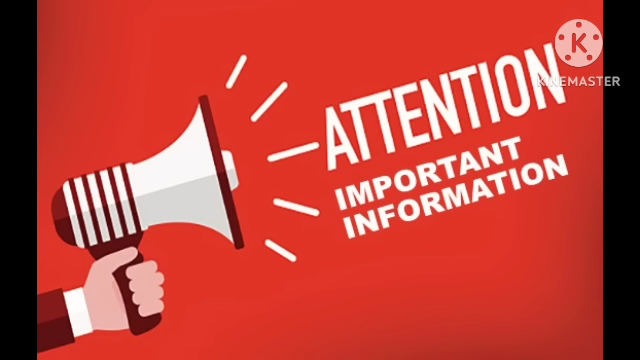 K
KINEMASTER
ATTENTION
IMPORTANT
INFORMATION